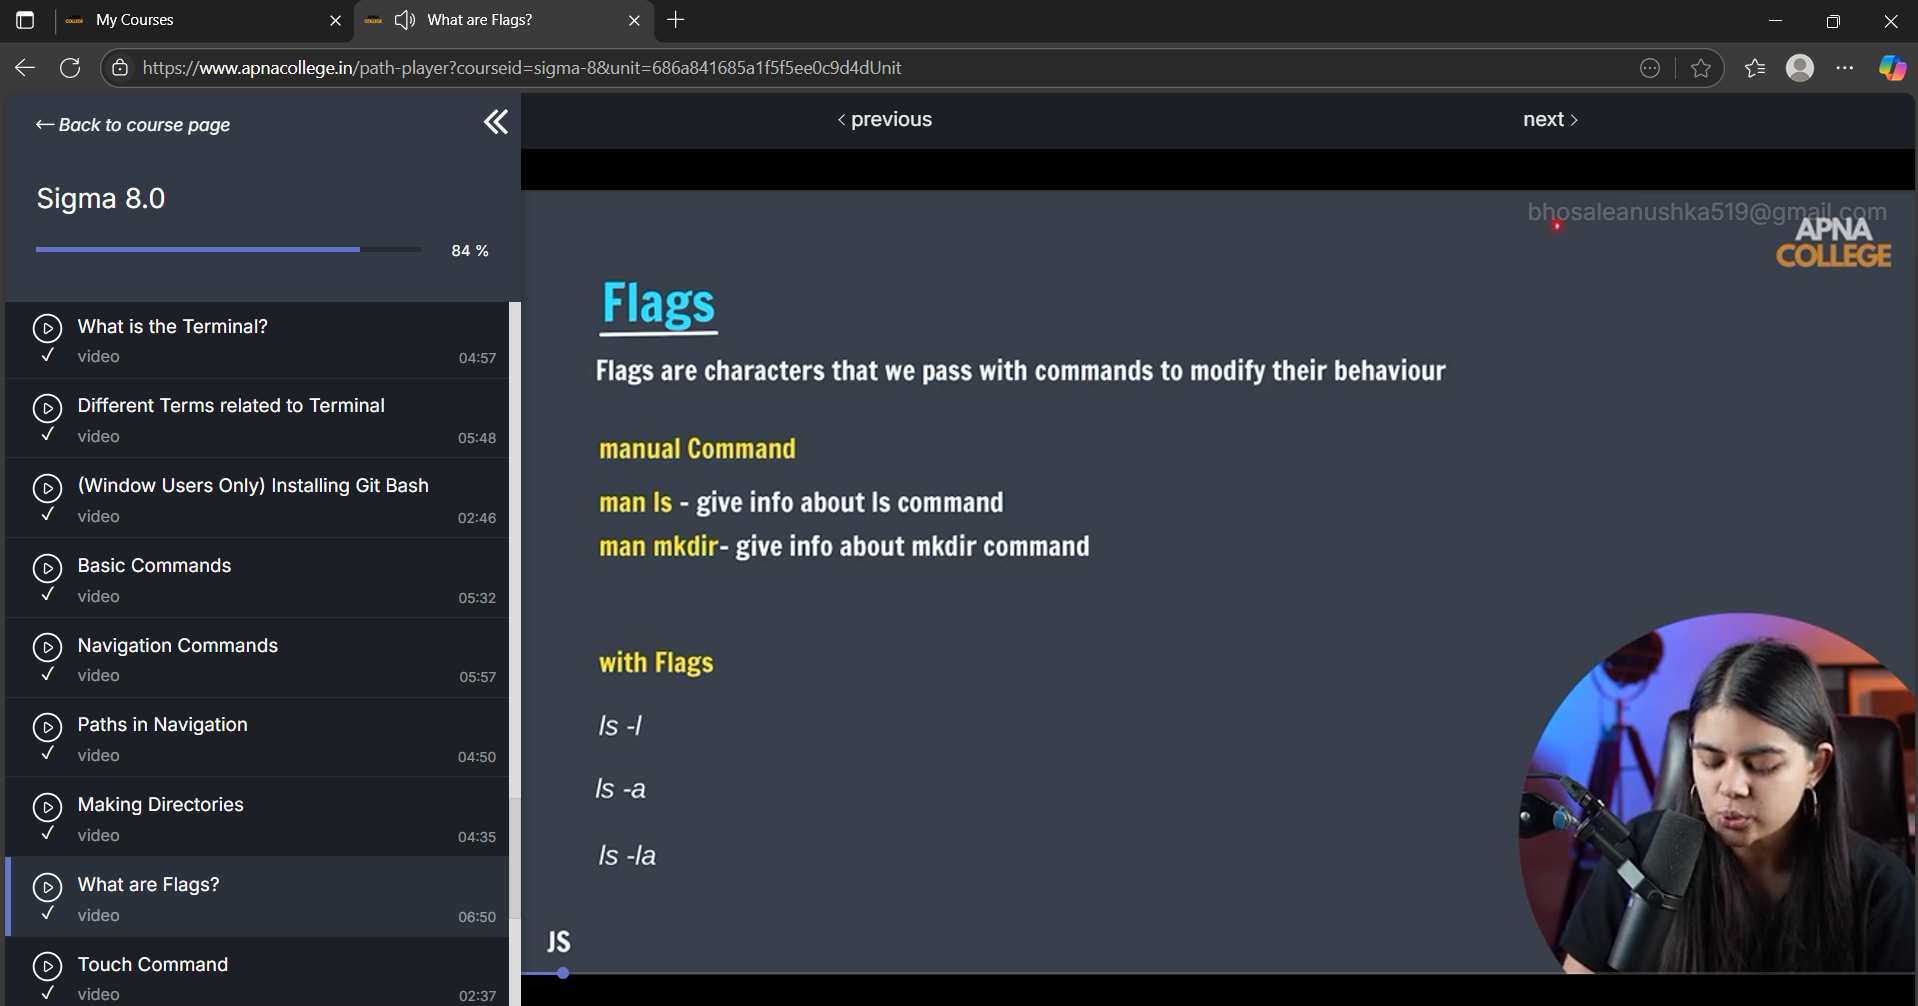 My Courses
What are Flags?
https://www.apnacollege.in/path-player?courseid=sigma-8&unit=686a841685a1f5f5ee0c9d4dUnit
← Back to course page
‹ previous
next ›
Sigma 8.0
84 %
What is the Terminal?
video
04:57
Different Terms related to Terminal
video
05:48
(Window Users Only) Installing Git Bash
video
02:46
Basic Commands
video
05:32
Navigation Commands
video
05:57
Paths in Navigation
video
04:50
Making Directories
video
04:35
What are Flags?
video
06:50
Touch Command
video
02:37
bhosaleanushka519@gmail.com
APNA
COLLEGE
Flags
Flags are characters that we pass with commands to modify their behaviour
manual Command
man ls - give info about ls command
man mkdir- give info about mkdir command
with Flags
ls -l
ls -a
ls -la
JS